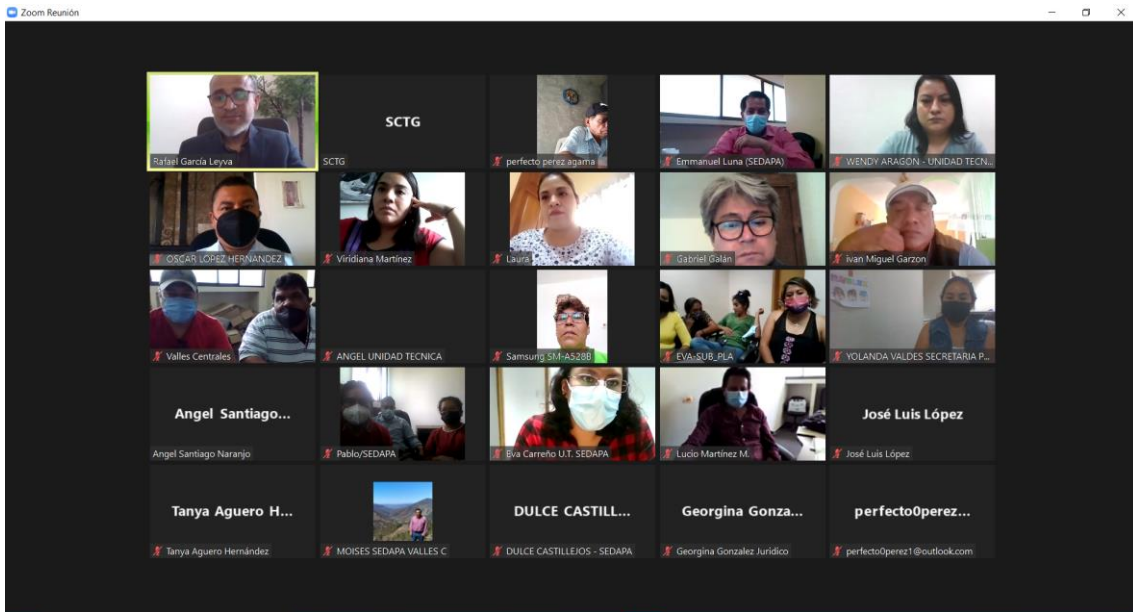 Zoom Reunión
Rafael García Leyva
SCTG
SCTG
perfecto perez agama
Emmanuel Luna (SEDAPA)
WENDY ARAGÓN - UNIDAD TECN...
OSCAR LÓPEZ HERNANDEZ
Viridiana Martínez
Laura
Gabriel Galán
ivan Miguel Garzon
Valles Centrales
ANGEL UNIDAD TECNICA
Samsung SM-A528B
EVA-SUB_PLA
YOLANDA VALDES SECRETARIA P...
Angel Santiago...
Angel Santiago Naranjo
Pablo/SEDAPA
Eva Carreño U.T. SEDAPA
Lucio Martínez M.
José Luis López
José Luis López
Tanya Aguero H...
Tanya Aguero Hernández
MOISES SEDAPA VALLES C
DULCE CASTILL...
DULCE CASTILLEJOS - SEDAPA
Georgina Gonza...
Georgina Gonzalez Juridico
perfecto0perez...
perfecto0perez1@outlook.com